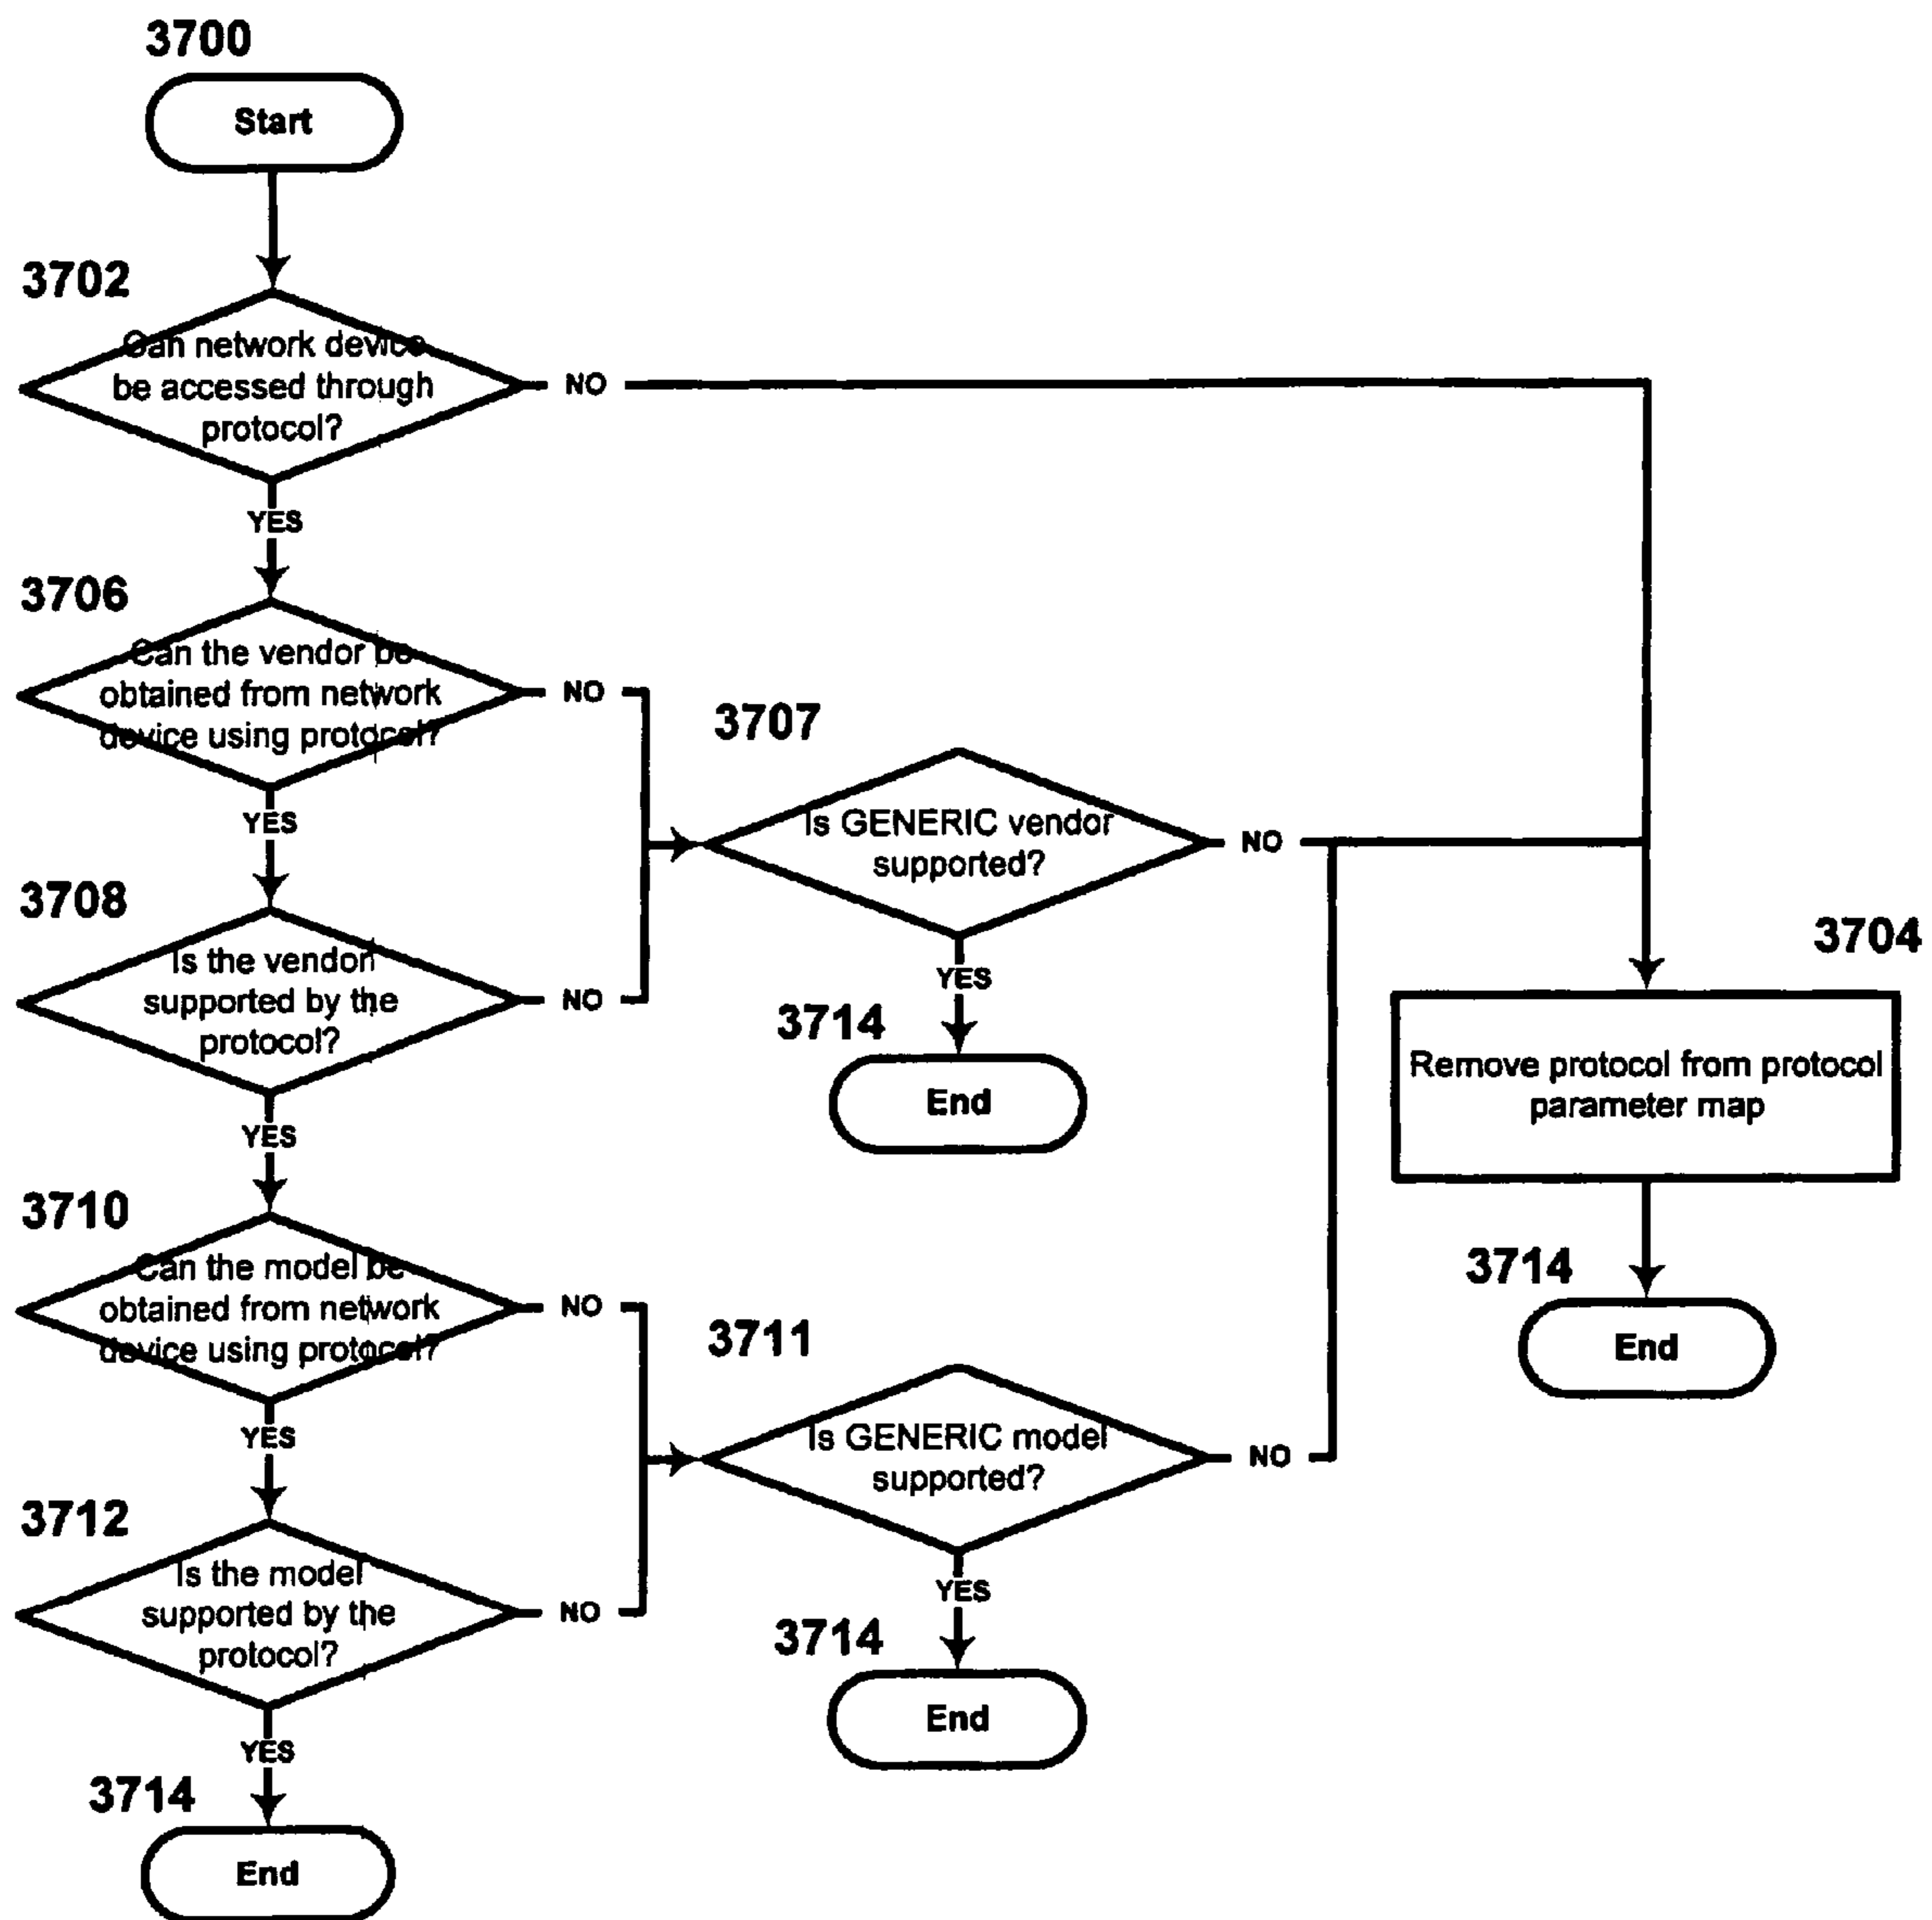 3700
Start
3702
Can network device
be accessed through
protocol?
NO
YES
3706
Can the vendor be
obtained from network
device using protocol?
NO
YES
3707
Is GENERIC vendor
supported?
NO
YES
3708
Is the vendor
supported by the
protocol?
NO
YES
3714
End
3704
Remove protocol from protocol
parameter map
3714
End
3710
Can the model be
obtained from network
device using protocol?
NO
YES
3711
Is GENERIC model
supported?
NO
YES
3712
Is the model
supported by the
protocol?
NO
YES
3714
End
3714
End